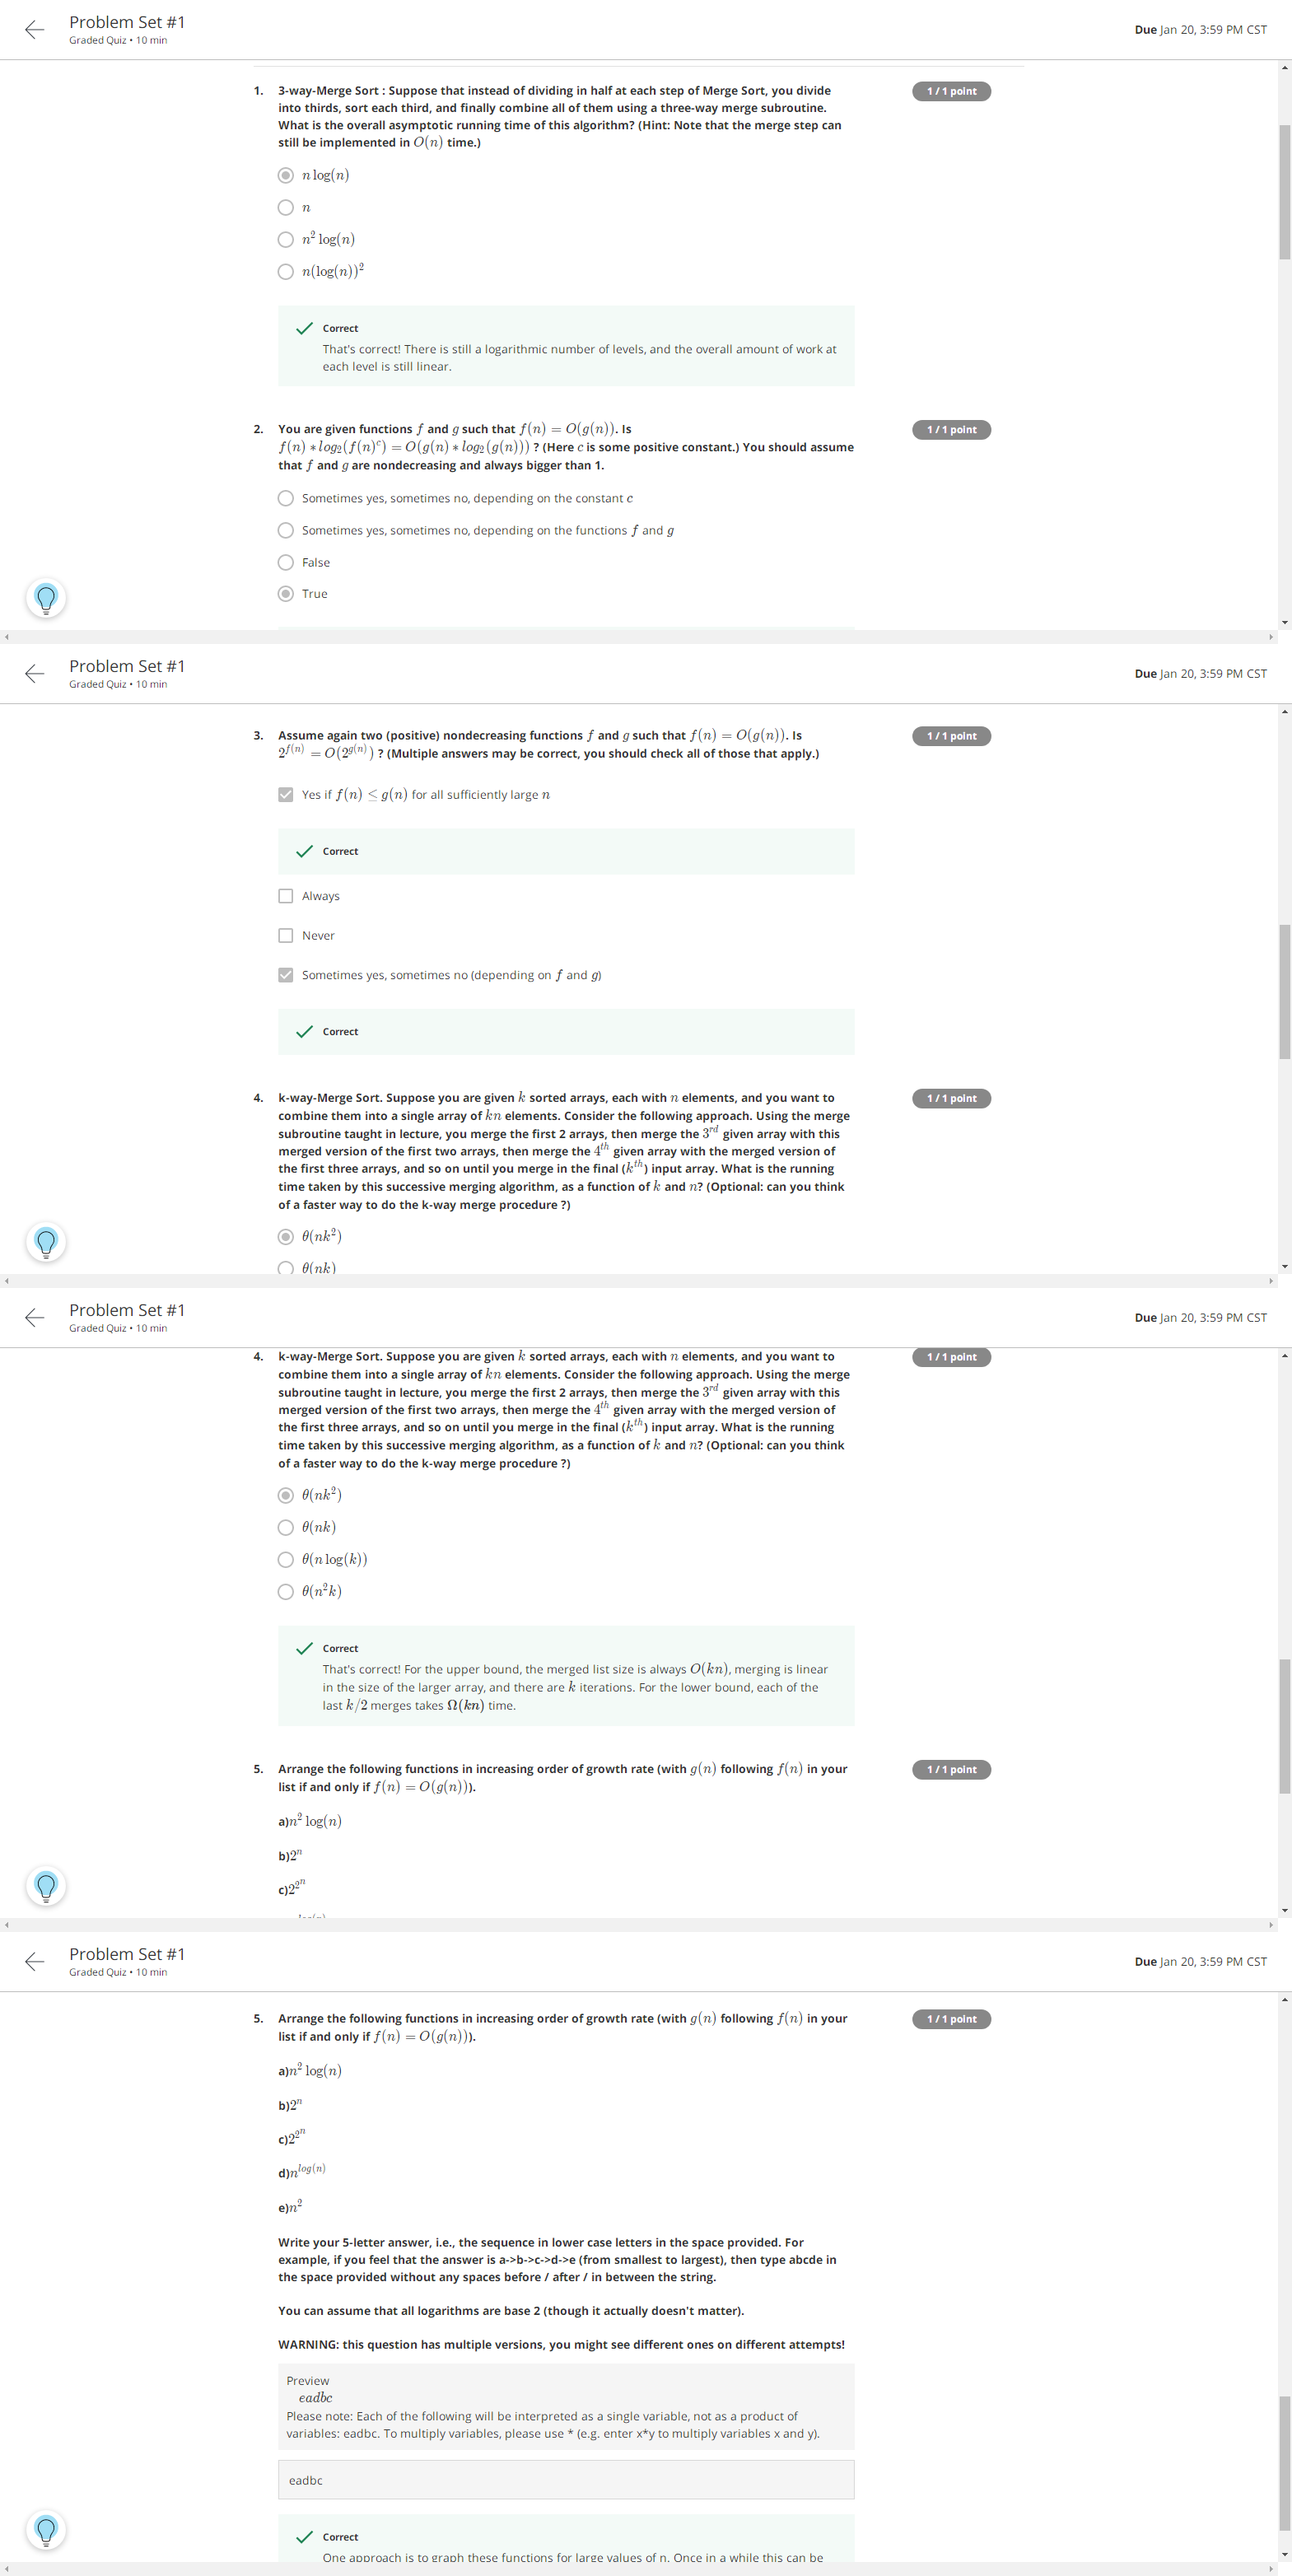 Problem Set #1
Graded Quiz • 10 min
Due Jan 20, 3:59 PM CST
1. 3-way-Merge Sort : Suppose that instead of dividing in half at each step of Merge Sort, you divide
into thirds, sort each third, and finally combine all of them using a three-way merge subroutine.
What is the overall asymptotic running time of this algorithm? (Hint: Note that the merge step can
still be implemented in O(n) time.)
1 / 1 point
n log(n)
n
n² log(n)
n(log(n))²
Correct
That's correct! There is still a logarithmic number of levels, and the overall amount of work at
each level is still linear.
2. You are given functions f and g such that f(n) = O(g(n)). Is
f(n) * log₂(f(n)ᶜ) = O(g(n) * log₂(g(n))) ? (Here c is some positive constant.) You should assume
that f and g are nondecreasing and always bigger than 1.
1 / 1 point
Sometimes yes, sometimes no, depending on the constant c
Sometimes yes, sometimes no, depending on the functions f and g
False
True
Problem Set #1
Graded Quiz • 10 min
Due Jan 20, 3:59 PM CST
3. Assume again two (positive) nondecreasing functions f and g such that f(n) = O(g(n)). Is
2^{f(n)} = O(2^{g(n)}) ? (Multiple answers may be correct, you should check all of those that apply.)
1 / 1 point
Yes if f(n) ≤ g(n) for all sufficiently large n
Correct
Always
Never
Sometimes yes, sometimes no (depending on f and g)
Correct
4. k-way-Merge Sort. Suppose you are given k sorted arrays, each with n elements, and you want to
combine them into a single array of kn elements. Consider the following approach. Using the merge
subroutine taught in lecture, you merge the first 2 arrays, then merge the 3^{rd} given array with this
merged version of the first two arrays, then merge the 4^{th} given array with the merged version of
the first three arrays, and so on until you merge in the final (k^{th}) input array. What is the running
time taken by this successive merging algorithm, as a function of k and n? (Optional: can you think
of a faster way to do the k-way merge procedure ?)
1 / 1 point
θ(nk²)
θ(nk)
Problem Set #1
Graded Quiz • 10 min
Due Jan 20, 3:59 PM CST
4. k-way-Merge Sort. Suppose you are given k sorted arrays, each with n elements, and you want to
combine them into a single array of kn elements. Consider the following approach. Using the merge
subroutine taught in lecture, you merge the first 2 arrays, then merge the 3^{rd} given array with this
merged version of the first two arrays, then merge the 4^{th} given array with the merged version of
the first three arrays, and so on until you merge in the final (k^{th}) input array. What is the running
time taken by this successive merging algorithm, as a function of k and n? (Optional: can you think
of a faster way to do the k-way merge procedure ?)
1 / 1 point
θ(nk²)
θ(nk)
θ(n log(k))
θ(n²k)
Correct
That's correct! For the upper bound, the merged list size is always O(kn), merging is linear
in the size of the larger array, and there are k iterations. For the lower bound, each of the
last k/2 merges takes Ω(kn) time.
5. Arrange the following functions in increasing order of growth rate (with g(n) following f(n) in your
list if and only if f(n) = O(g(n))).
1 / 1 point
a)n² log(n)
b)2^n
c)2^{2^n}
Problem Set #1
Graded Quiz • 10 min
Due Jan 20, 3:59 PM CST
5. Arrange the following functions in increasing order of growth rate (with g(n) following f(n) in your
list if and only if f(n) = O(g(n))).
1 / 1 point
a)n² log(n)
b)2^n
c)2^{2^n}
d)n^{log(n)}
e)n²
Write your 5-letter answer, i.e., the sequence in lower case letters in the space provided. For
example, if you feel that the answer is a->b->c->d->e (from smallest to largest), then type abcde in
the space provided without any spaces before / after / in between the string.
You can assume that all logarithms are base 2 (though it actually doesn't matter).
WARNING: this question has multiple versions, you might see different ones on different attempts!
Preview
eadbc
Please note: Each of the following will be interpreted as a single variable, not as a product of
variables: eadbc. To multiply variables, please use * (e.g. enter x*y to multiply variables x and y).
eadbc
Correct
One approach is to graph these functions for large values of n. Once in a while this can be